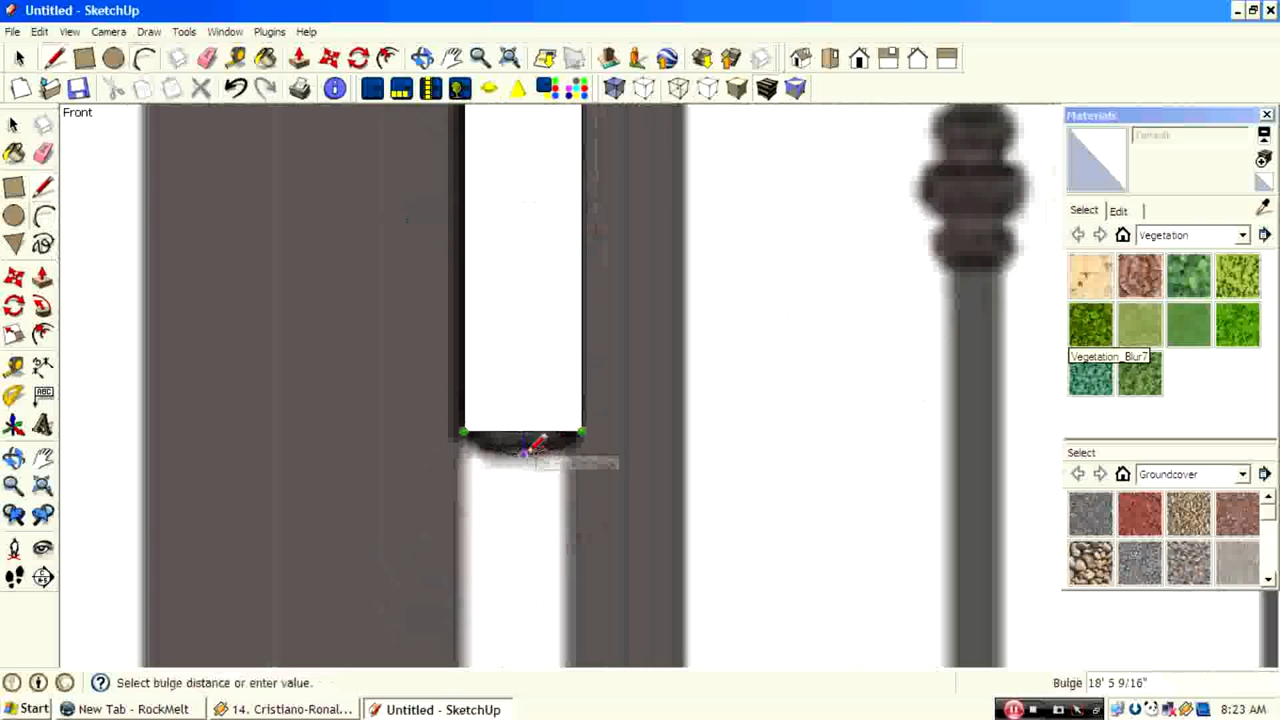 Untitled - SketchUp
File Edit View Camera Draw Tools Window Plugins Help
Front
Materials
Default
Select Edit
Vegetation
Vegetation_Blur7
Select
Groundcover
Select bulge distance or enter value.
Bulge 18' 5 9/16"
Start
New Tab - RockMelt
14. Cristiano-Ronal...
Untitled - SketchUp
8:23 AM